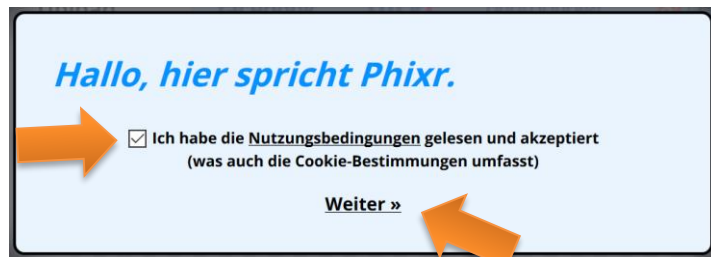 Hallo, hier spricht Phixr.
Ich habe die Nutzungsbedingungen gelesen und akzeptiert
(was auch die Cookie-Bestimmungen umfasst)
Weiter »